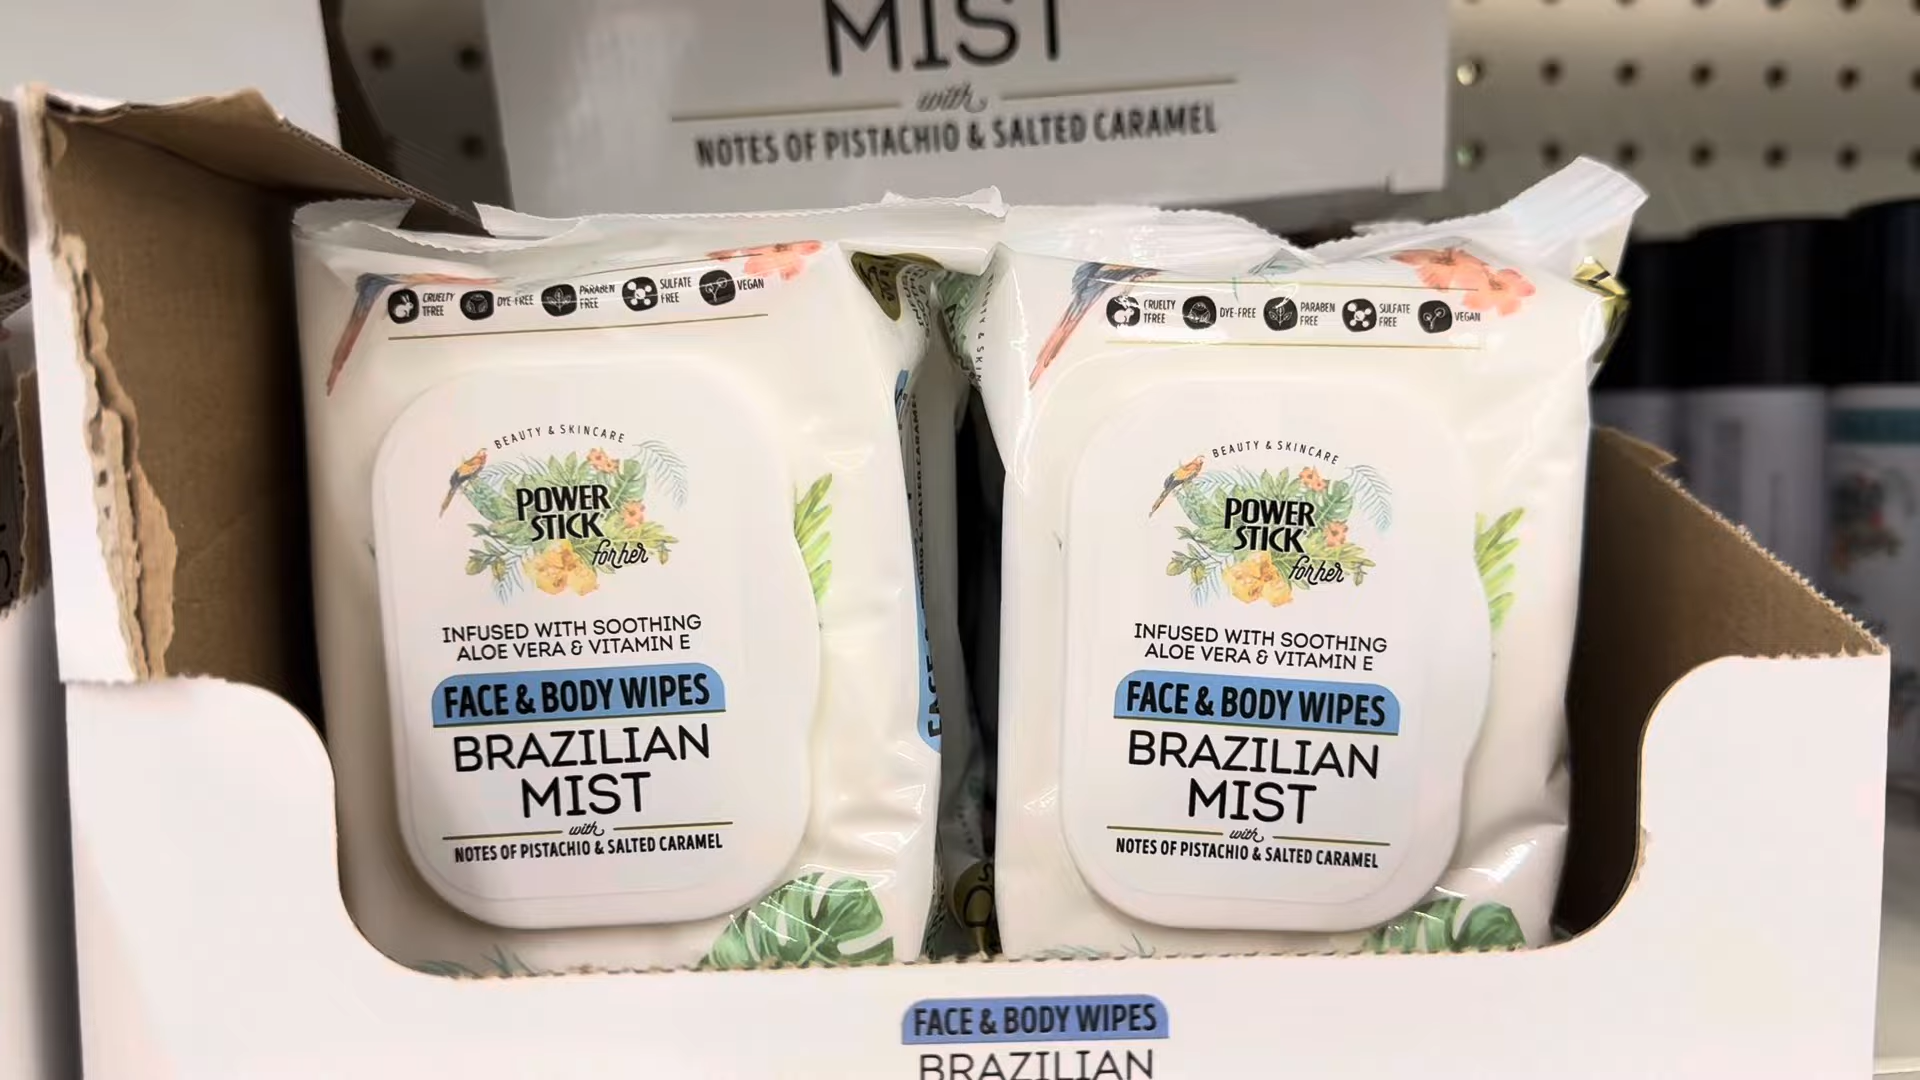 MIST
with
NOTES OF PISTACHIO & SALTED CARAMEL
CRUELTY
TFREE
DYE-FREE
PARABEN
FREE
SULFATE
FREE
VEGAN
BEAUTY & SKINCARE
POWER
STICK
for her
INFUSED WITH SOOTHING
ALOE VERA & VITAMIN E
FACE & BODY WIPES
BRAZILIAN
MIST
with
NOTES OF PISTACHIO & SALTED CARAMEL
CRUELTY
TFREE
DYE-FREE
PARABEN
FREE
SULFATE
FREE
VEGAN
BEAUTY & SKINCARE
POWER
STICK
for her
INFUSED WITH SOOTHING
ALOE VERA & VITAMIN E
FACE & BODY WIPES
BRAZILIAN
MIST
with
NOTES OF PISTACHIO & SALTED CARAMEL
FACE & BODY WIPES
BRAZILIAN